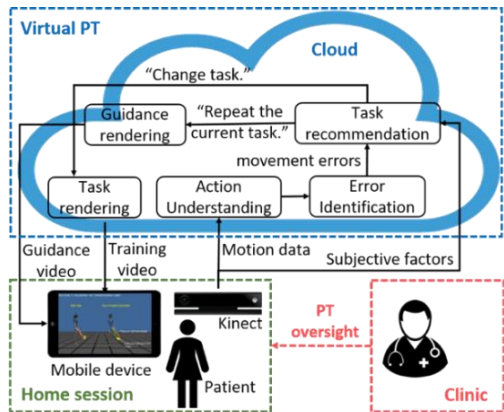 Virtual PT
Cloud
“Change task.”
Guidance
rendering
“Repeat the
current task.”
Task
recommendation
movement errors
Task
rendering
Action
Understanding
Error
Identification
Guidance
video
Training
video
Motion data
Subjective factors
Kinect
Mobile device
Patient
Home session
PT
oversight
Clinic